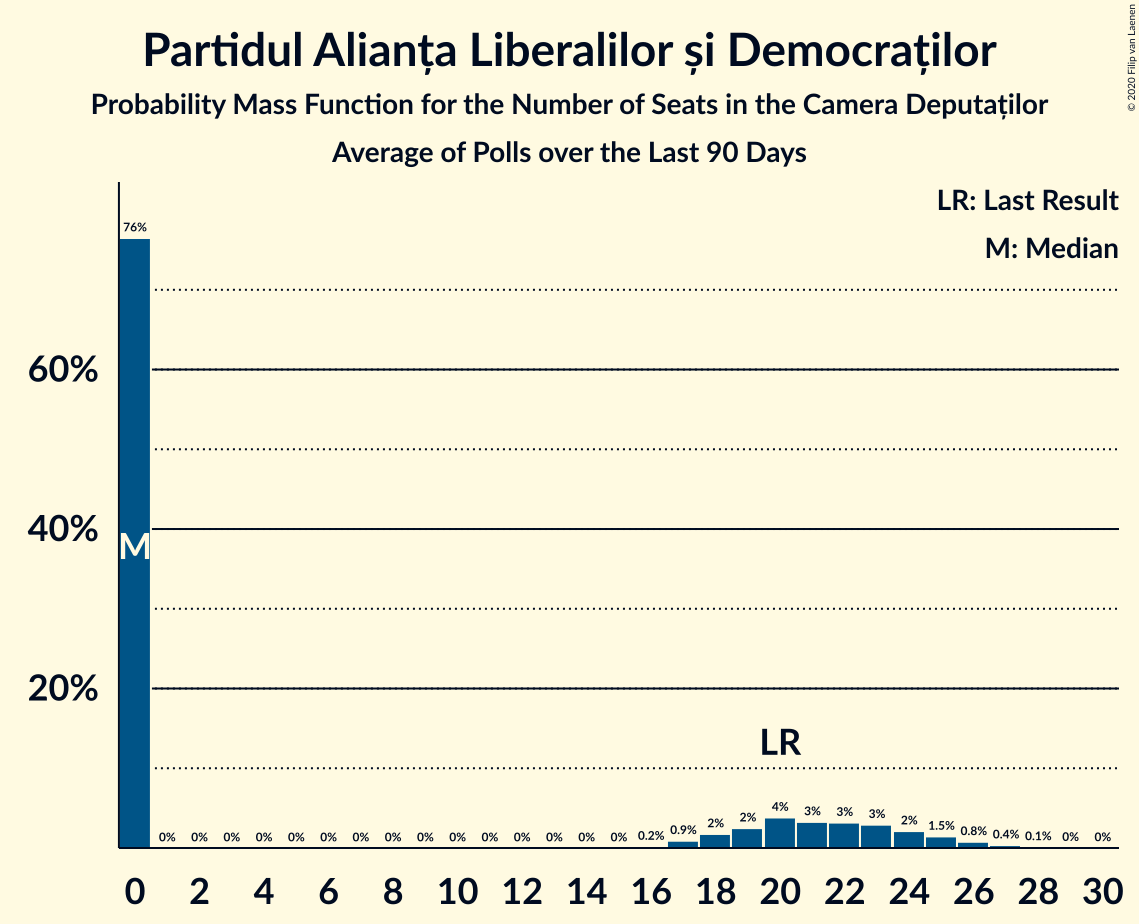 Partidul Alianța Liberalilor și Democraților
Probability Mass Function for the Number of Seats in the Camera Deputaților
Average of Polls over the Last 90 Days
© 2020 Filip van Laenen
LR: Last Result
M: Median
76%
60%
40%
M
20%
LR
0% 0% 0% 0% 0% 0% 0% 0% 0% 0% 0% 0% 0% 0% 0% 0.2% 0.9% 2% 2% 4% 3% 3% 3% 2% 1.5% 0.8% 0.4% 0.1% 0% 0%
0 2 4 6 8 10 12 14 16 18 20 22 24 26 28 30